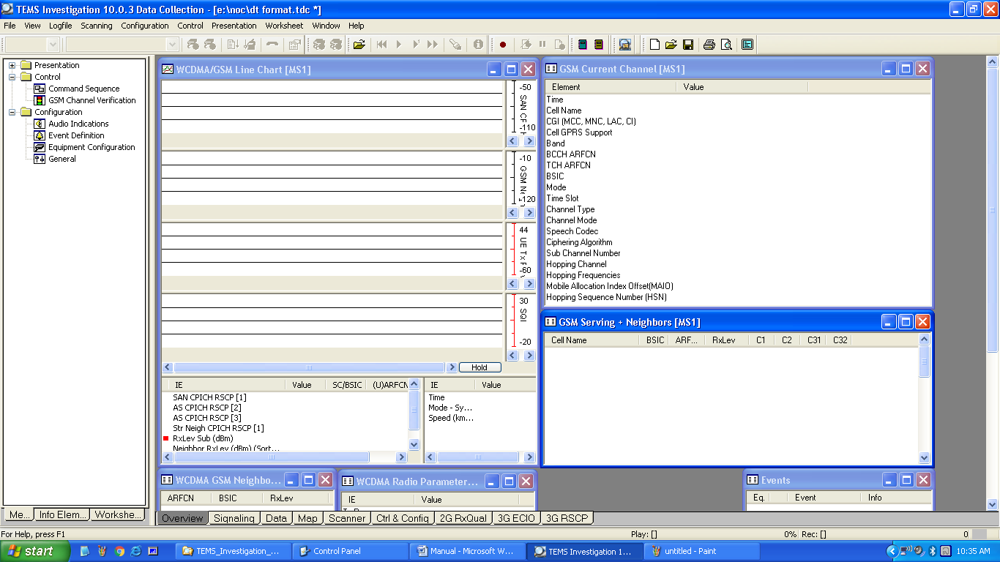 TEMS Investigation 10.0.3 Data Collection - [e:\noc\dt format.tdc *]
File View Logfile Scanning Configuration Control Presentation Worksheet Window Help
Presentation
Control
Command Sequence
GSM Channel Verification
Configuration
Audio Indications
Event Definition
Equipment Configuration
General
Me... Info Elem... Workshe...
WCDMA/GSM Line Chart [MS1]
-50
SAN CP
-110
-10
GSM Ne
-120
44
UE Tx P
-60
30
SQI
-20
Hold
IE Value SC/BSIC (U)ARFCN
SAN CPICH RSCP [1]
AS CPICH RSCP [2]
AS CPICH RSCP [3]
Str Neigh CPICH RSCP [1]
RxLev Sub (dBm)
Neighbor RxLev (dBm) (Sort...
IE Value
Time
Mode - Sy...
Speed (km...
GSM Current Channel [MS1]
Element Value
Time
Cell Name
CGI (MCC, MNC, LAC, CI)
Cell GPRS Support
Band
BCCH ARFCN
TCH ARFCN
BSIC
Mode
Time Slot
Channel Type
Channel Mode
Speech Codec
Ciphering Algorithm
Sub Channel Number
Hopping Channel
Hopping Frequencies
Mobile Allocation Index Offset(MAIO)
Hopping Sequence Number (HSN)
GSM Serving + Neighbors [MS1]
Cell Name BSIC ARF... RxLev C1 C2 C31 C32
WCDMA GSM Neighbo...
ARFCN BSIC RxLev
WCDMA Radio Parameter...
IE Value
Events
Eq. Event Info
Overview Signaling Data Map Scanner Ctrl & Config 2G RxQual 3G ECIO 3G RSCP
For Help, press F1 Play: [] 0% Rec: [] 0
start TEMS_Investigation_... Control Panel Manual - Microsoft W... TEMS Investigation 1... untitled - Paint 10:35 AM